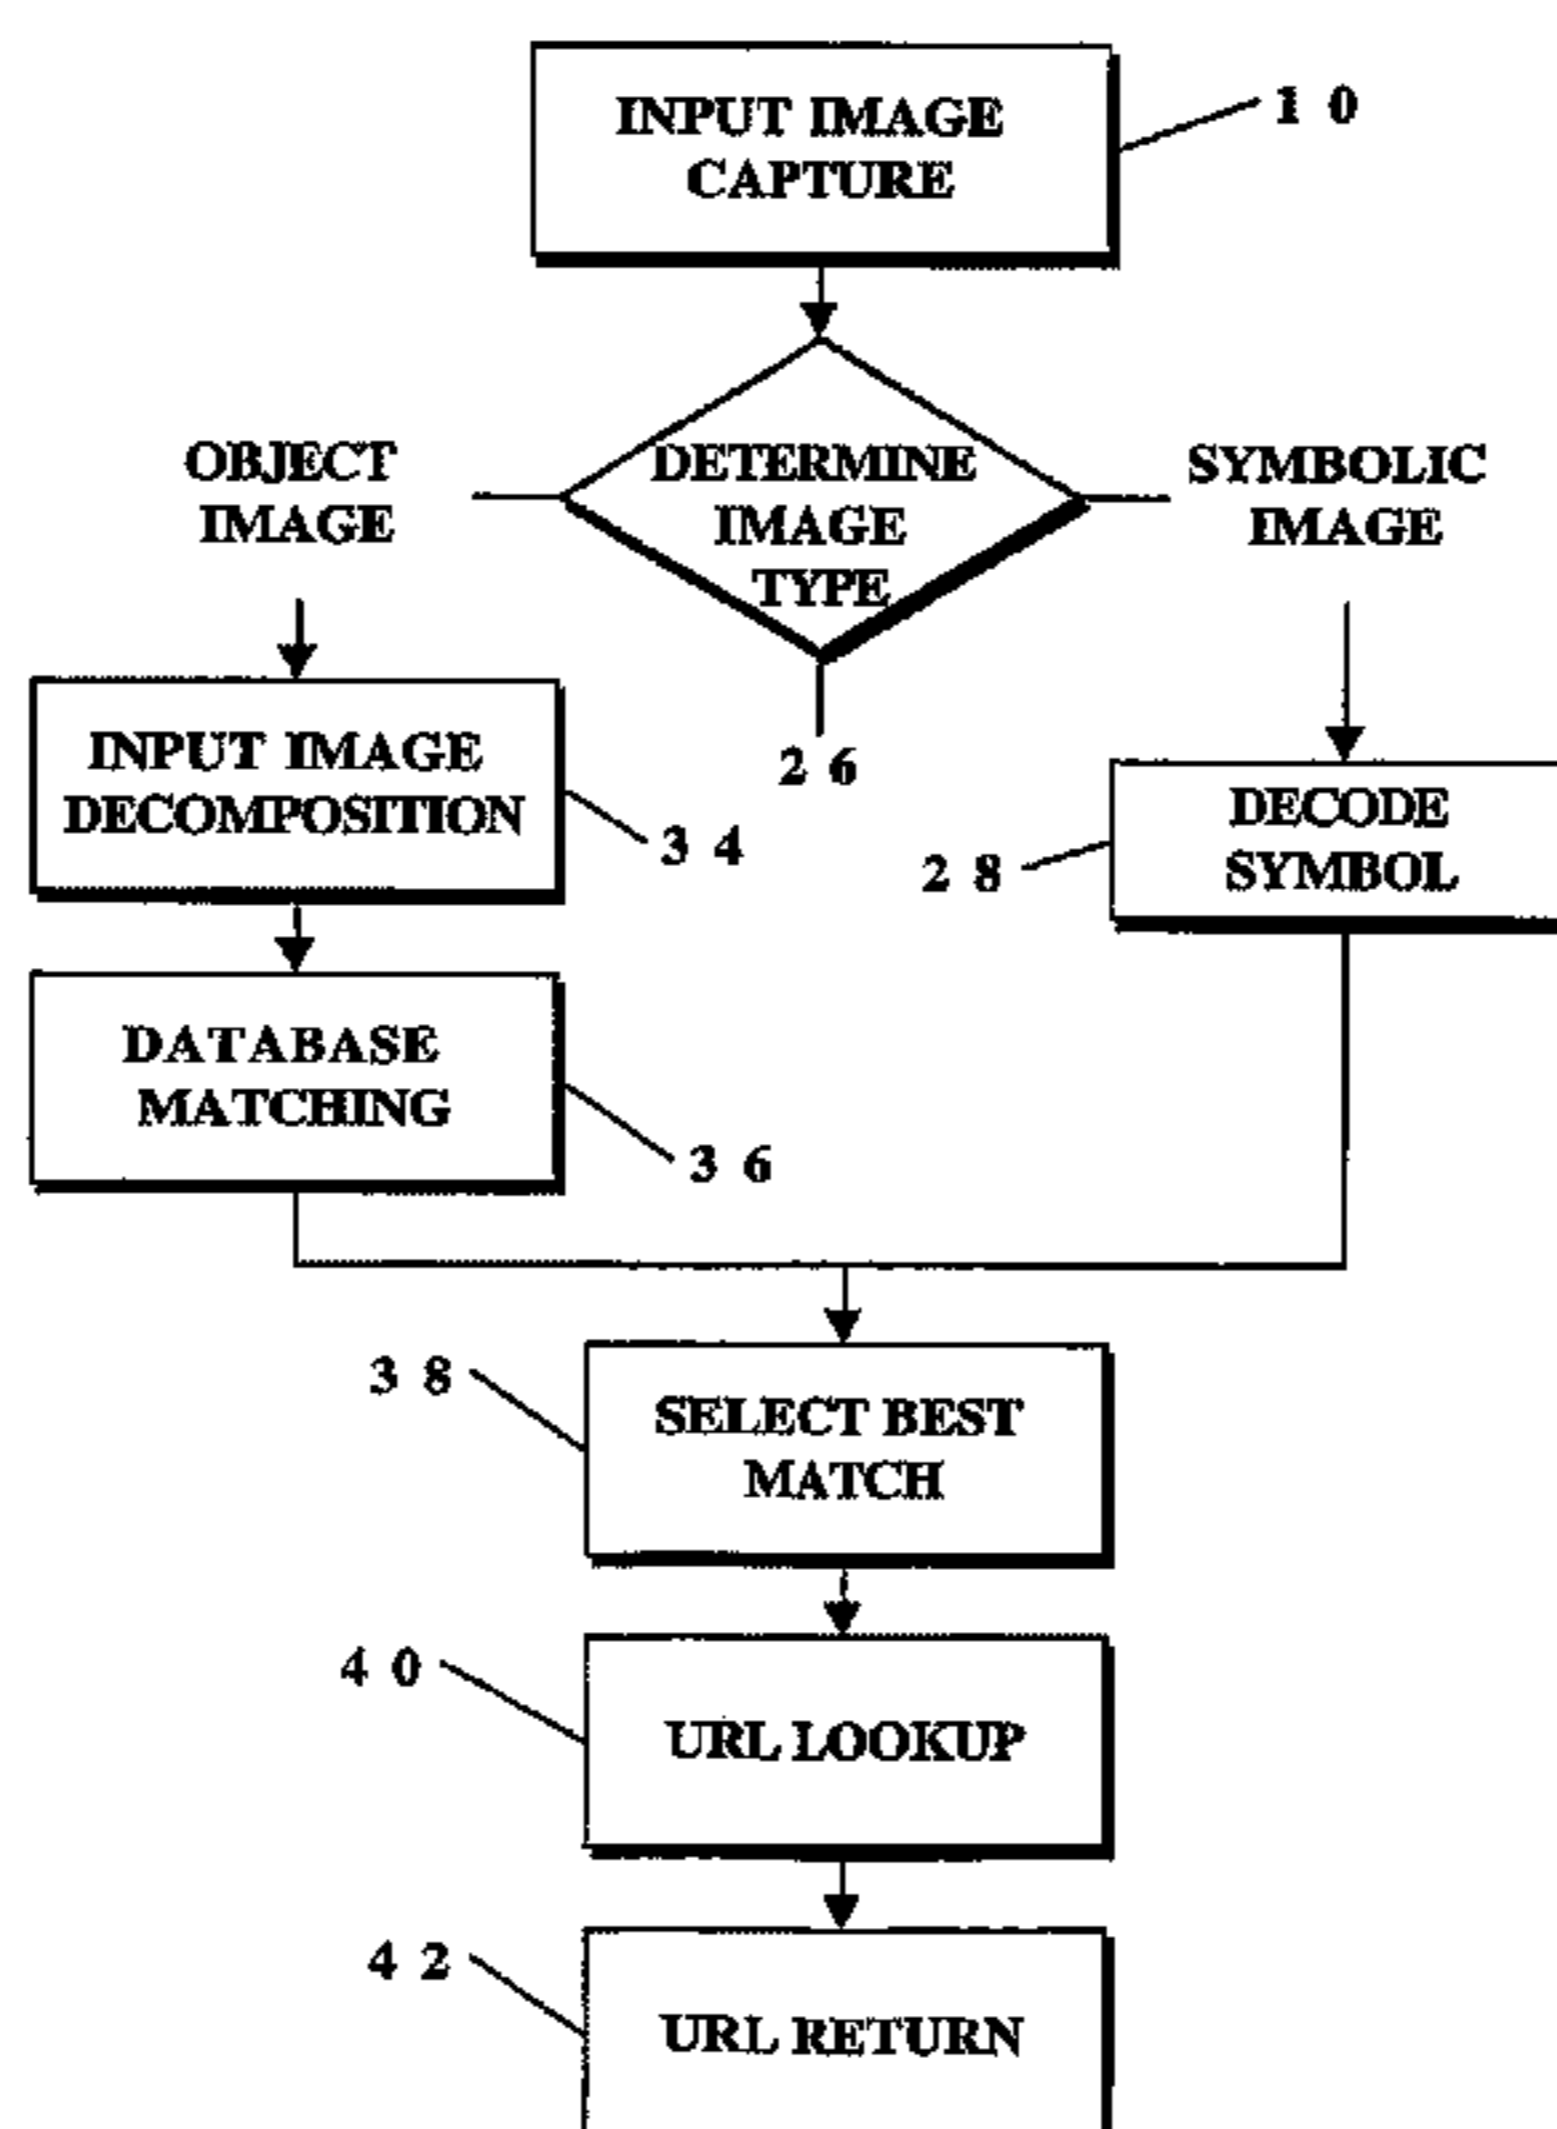 INPUT IMAGE
CAPTURE
1 0
OBJECT
IMAGE
DETERMINE
IMAGE
TYPE
SYMBOLIC
IMAGE
2 6
INPUT IMAGE
DECOMPOSITION
3 4
DECODE
SYMBOL
2 8
DATABASE
MATCHING
3 6
3 8
SELECT BEST
MATCH
4 0
URL LOOKUP
4 2
URL RETURN